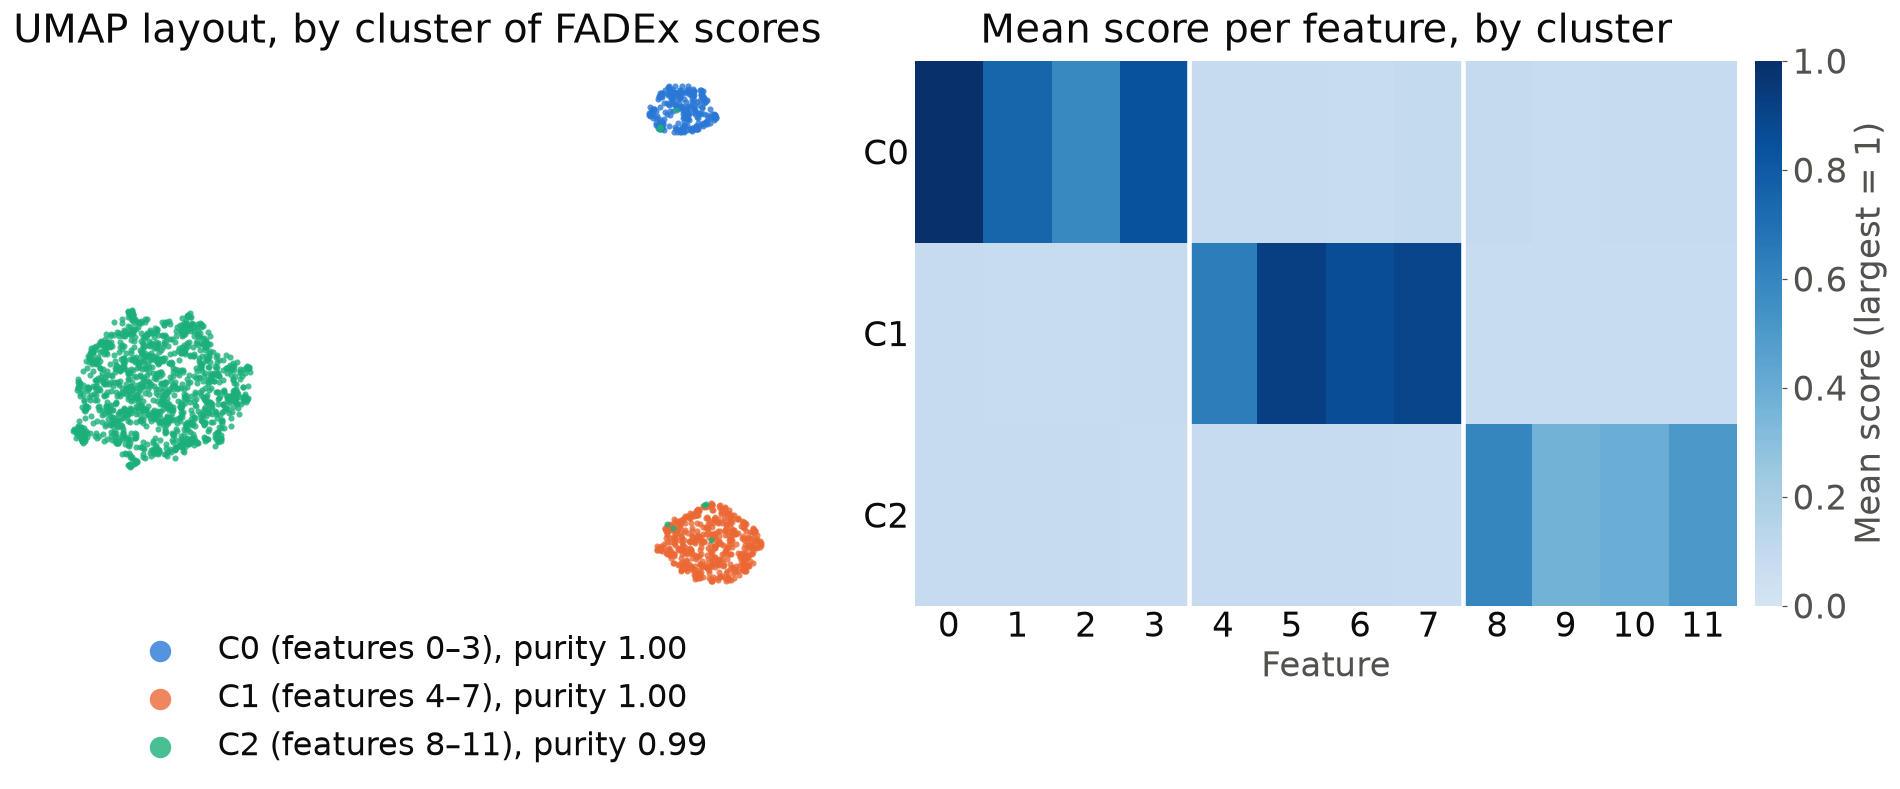 UMAP layout, by cluster of FADEx scores
C0 (features 0–3), purity 1.00
C1 (features 4–7), purity 1.00
C2 (features 8–11), purity 0.99
Mean score per feature, by cluster
C0
C1
C2
0 1 2 3 4 5 6 7 8 9 10 11
Feature
1.0
0.8
0.6
0.4
0.2
0.0
Mean score (largest = 1)